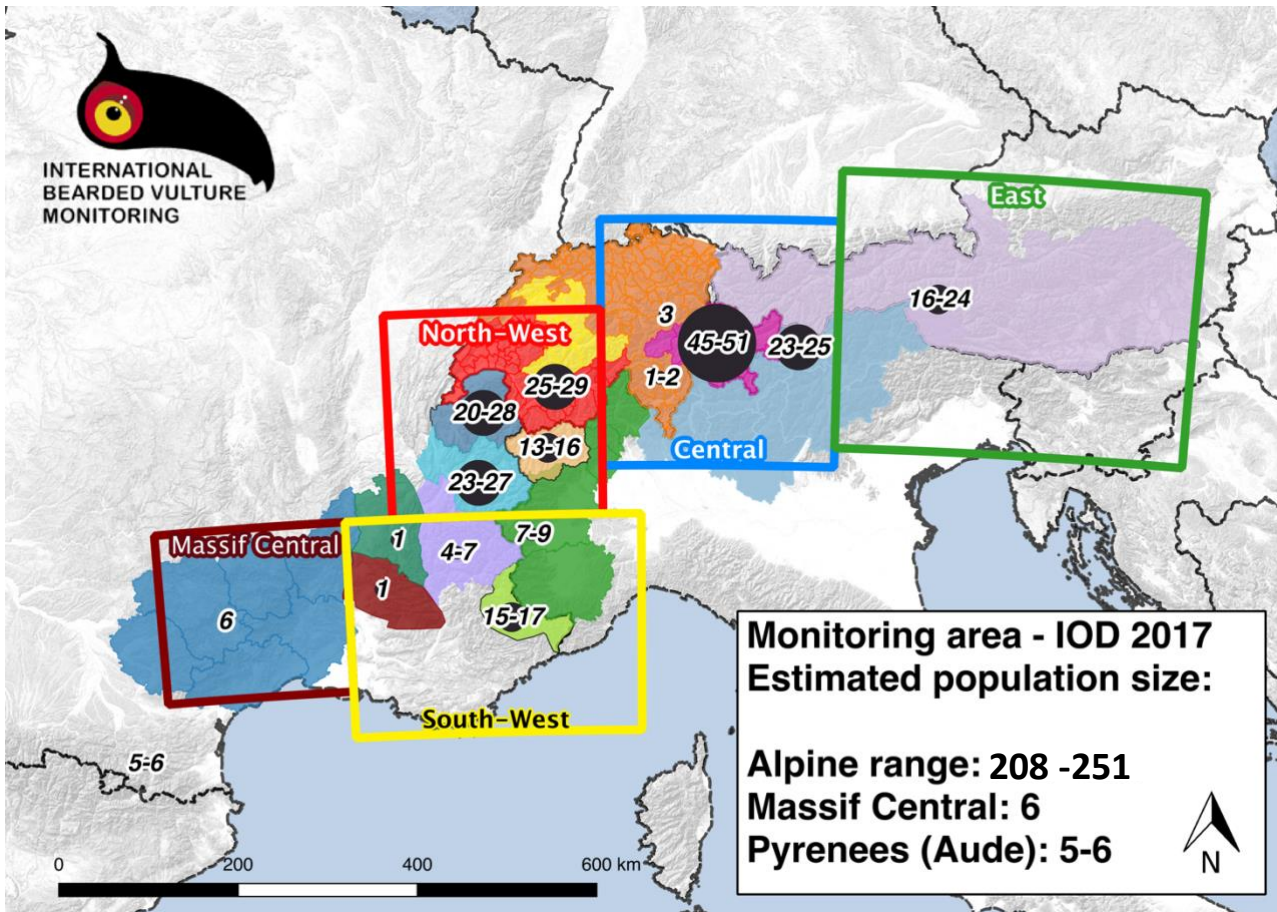 INTERNATIONAL
BEARDED VULTURE
MONITORING
East
16-24
North-West
3
45-51
23-25
1-2
25-29
20-28
13-16
Central
23-27
Massif Central
1
4-7
7-9
1
6
15-17
South-West
5-6
Monitoring area - IOD 2017
Estimated population size:
Alpine range: 208 -251
Massif Central: 6
Pyrenees (Aude): 5-6
N
0 200 400 600 km